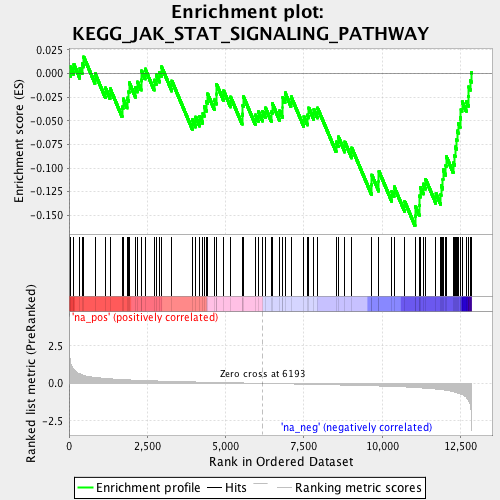 Enrichment plot:
KEGG_JAK_STAT_SIGNALING_PATHWAY
Enrichment score (ES)
0.025
0.000
-0.025
-0.050
-0.075
-0.100
-0.125
-0.150
'na_pos' (positively correlated)
Ranked list metric (PreRanked)
2.5
0.0
-2.5
Zero cross at 6193
'na_neg' (negatively correlated)
0 2,500 5,000 7,500 10,000 12,500
Rank in Ordered Dataset
Enrichment profile Hits Ranking metric scores